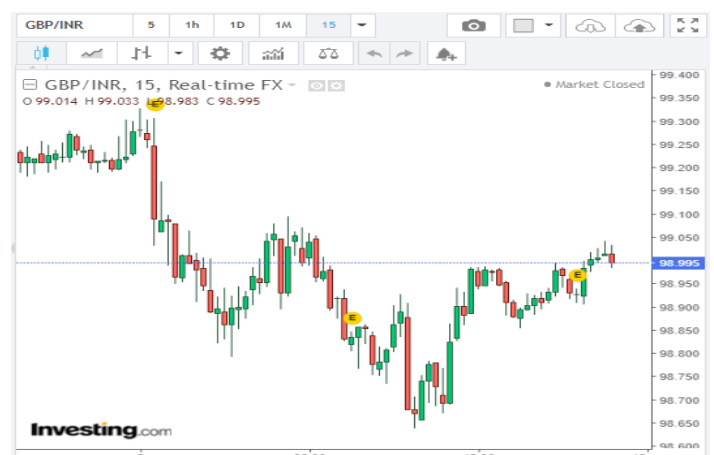 GBP/INR 5 1h 1D 1M 15
GBP/INR, 15, Real-time FX
Market Closed
O 99.014 H 99.033 L 98.983 C 98.995
E
E
E
99.400
99.350
99.300
99.250
99.200
99.150
99.100
99.050
98.995
98.950
98.900
98.850
98.800
98.750
98.700
98.650
98.600
Investing.com